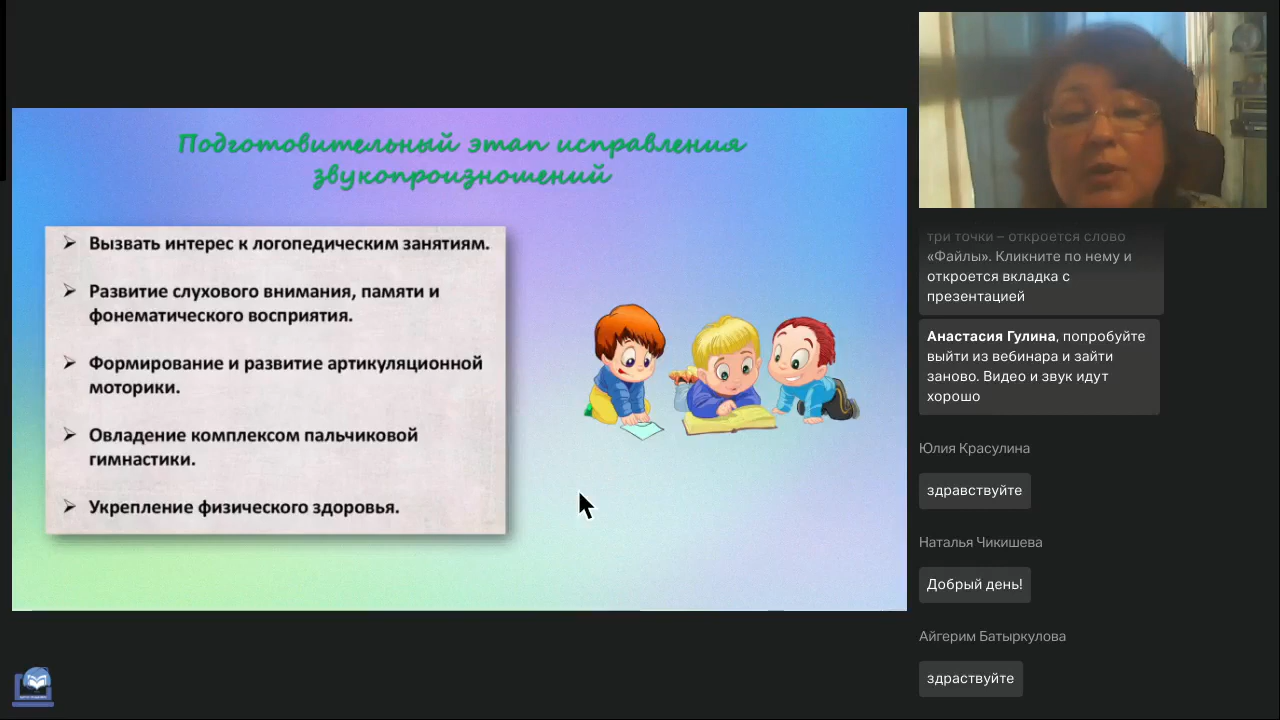 Подготовительный этап исправления
звукопроизношений
Вызвать интерес к логопедическим занятиям.
Развитие слухового внимания, памяти и
фонематического восприятия.
Формирование и развитие артикуляционной
моторики.
Овладение комплексом пальчиковой
гимнастики.
Укрепление физического здоровья.
три точки – откроется слово
«Файлы». Кликните по нему и
откроется вкладка с
презентацией
Анастасия Гулина, попробуйте
выйти из вебинара и зайти
заново. Видео и звук идут
хорошо
Юлия Красулина
здравствуйте
Наталья Чикишева
Добрый день!
Айгерим Батыркулова
здраствуйте